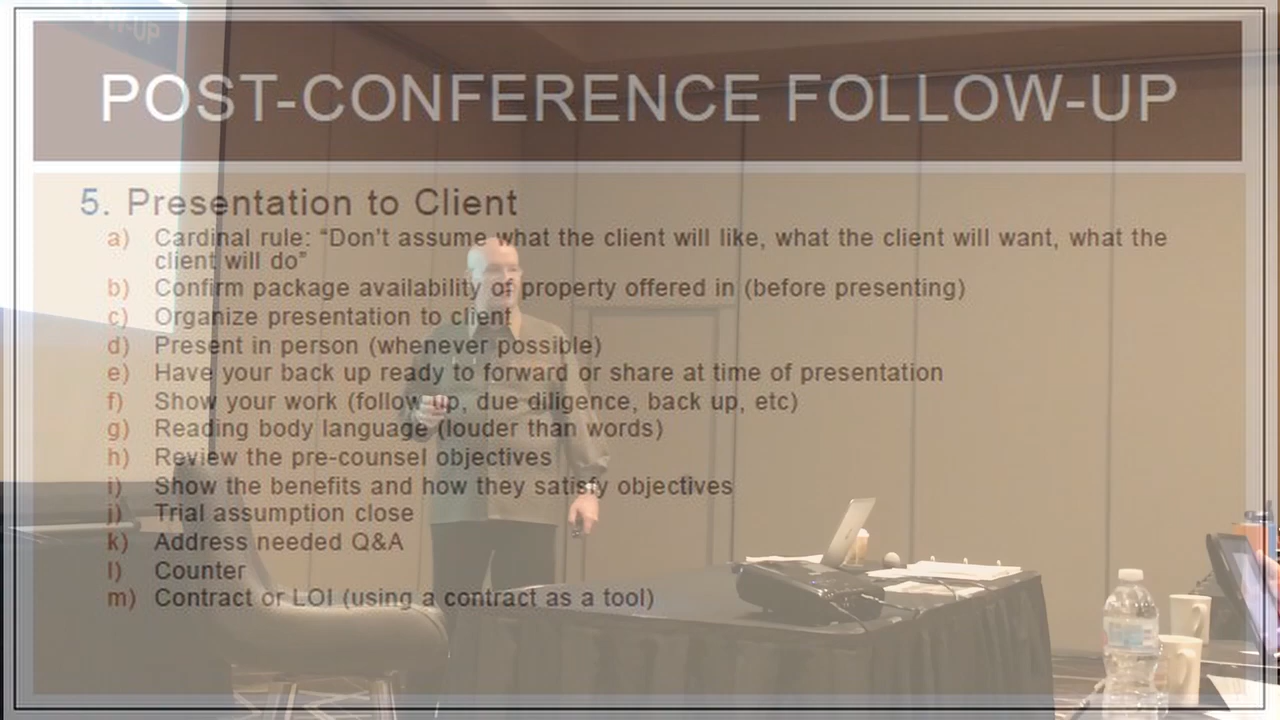 OW-UP
POST-CONFERENCE FOLLOW-UP
5. Presentation to Client
a) Cardinal rule: “Don't assume what the client will like, what the client will want, what the
client will do”
b) Confirm package availability of property offered in (before presenting)
c) Organize presentation to client
d) Present in person (whenever possible)
e) Have your back up ready to forward or share at time of presentation
f) Show your work (follow up, due diligence, back up, etc)
g) Reading body language (louder than words)
h) Review the pre-counsel objectives
i) Show the benefits and how they satisfy objectives
j) Trial assumption close
k) Address needed Q&A
l) Counter
m) Contract or LOI (using a contract as a tool)